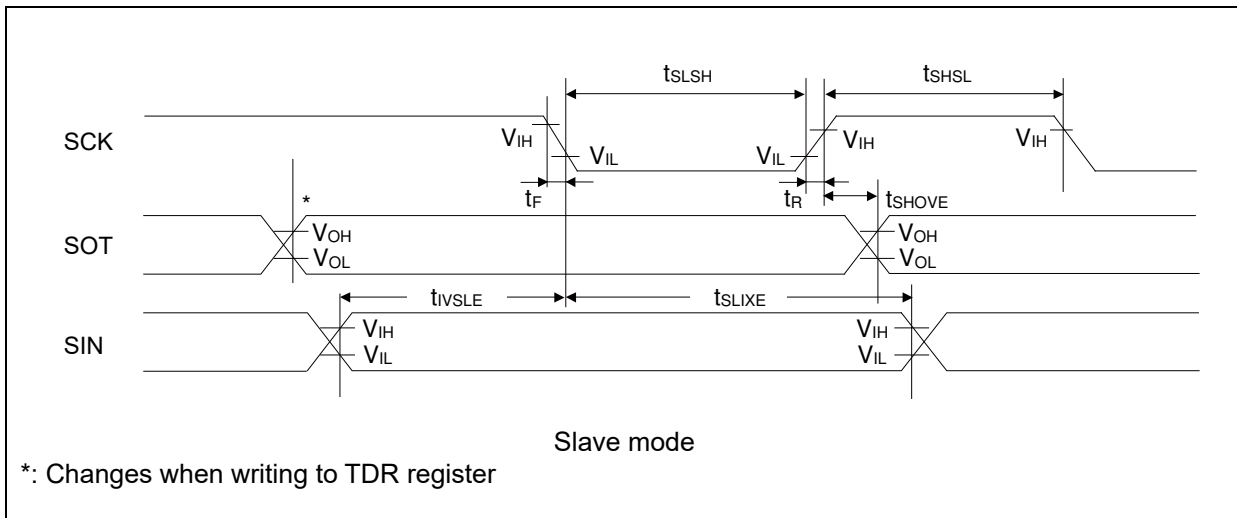 tSLSH
tSHSL
SCK
VIH
VIL
VIL
VIH
VIH
tF
tR
tSHOVE
*
SOT
VOH
VOL
VOH
VOL
tIVSLE
tSLIXE
SIN
VIH
VIL
VIH
VIL
Slave mode
*: Changes when writing to TDR register